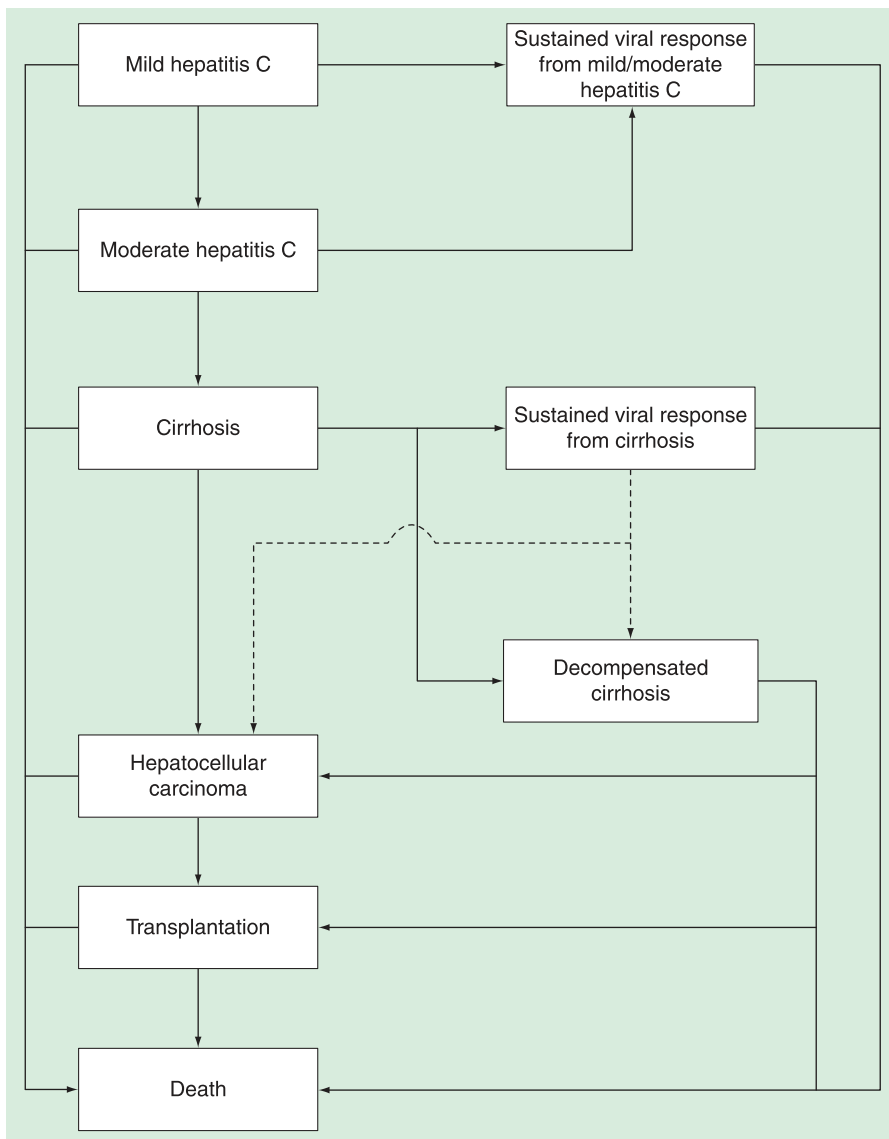 Mild hepatitis C
Sustained viral response
from mild/moderate
hepatitis C
Moderate hepatitis C
Cirrhosis
Sustained viral response
from cirrhosis
Decompensated
cirrhosis
Hepatocellular
carcinoma
Transplantation
Death